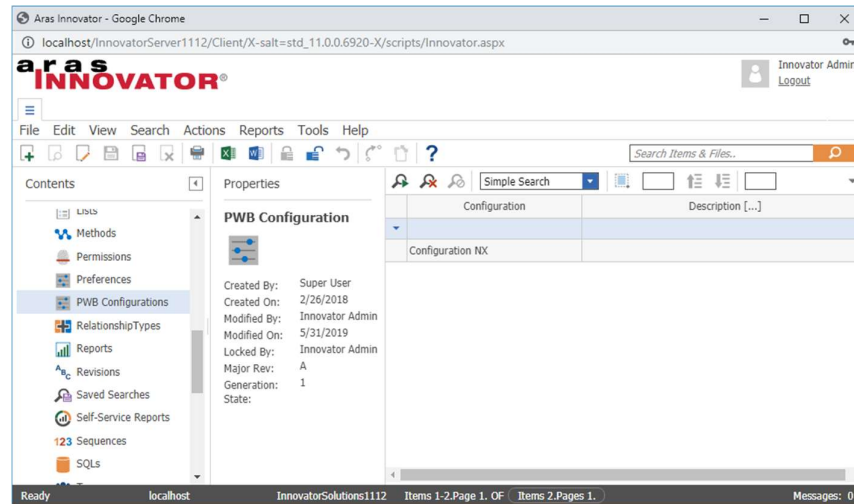 Aras Innovator - Google Chrome
localhost/InnovatorServer1112/Client/X-salt=std_11.0.0.6920-X/scripts/Innovator.aspx
aras
INNOVATOR®
Innovator Admin
Logout
File Edit View Search Actions Reports Tools Help
Search Items & Files..
Contents
Lists
Methods
Permissions
Preferences
PWB Configurations
RelationshipTypes
Reports
Revisions
Saved Searches
Self-Service Reports
123 Sequences
SQLs
Properties
PWB Configuration
Created By: Super User
Created On: 2/26/2018
Modified By: Innovator Admin
Modified On: 5/31/2019
Locked By: Innovator Admin
Major Rev: A
Generation: 1
State:
Simple Search
Configuration Description [...]
Configuration NX
Ready localhost InnovatorSolutions1112 Items 1-2.Page 1. OF Items 2.Pages 1. Messages: 0